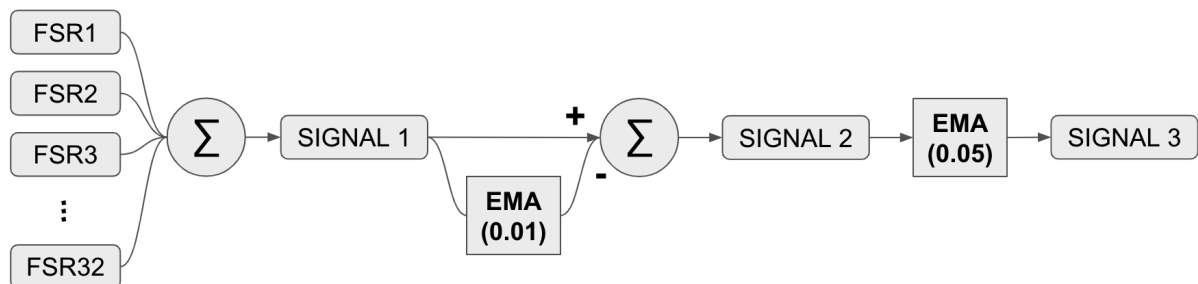 FSR1
FSR2
FSR3
...
FSR32
Σ
SIGNAL 1
EMA
(0.01)
+
-
Σ
SIGNAL 2
EMA
(0.05)
SIGNAL 3